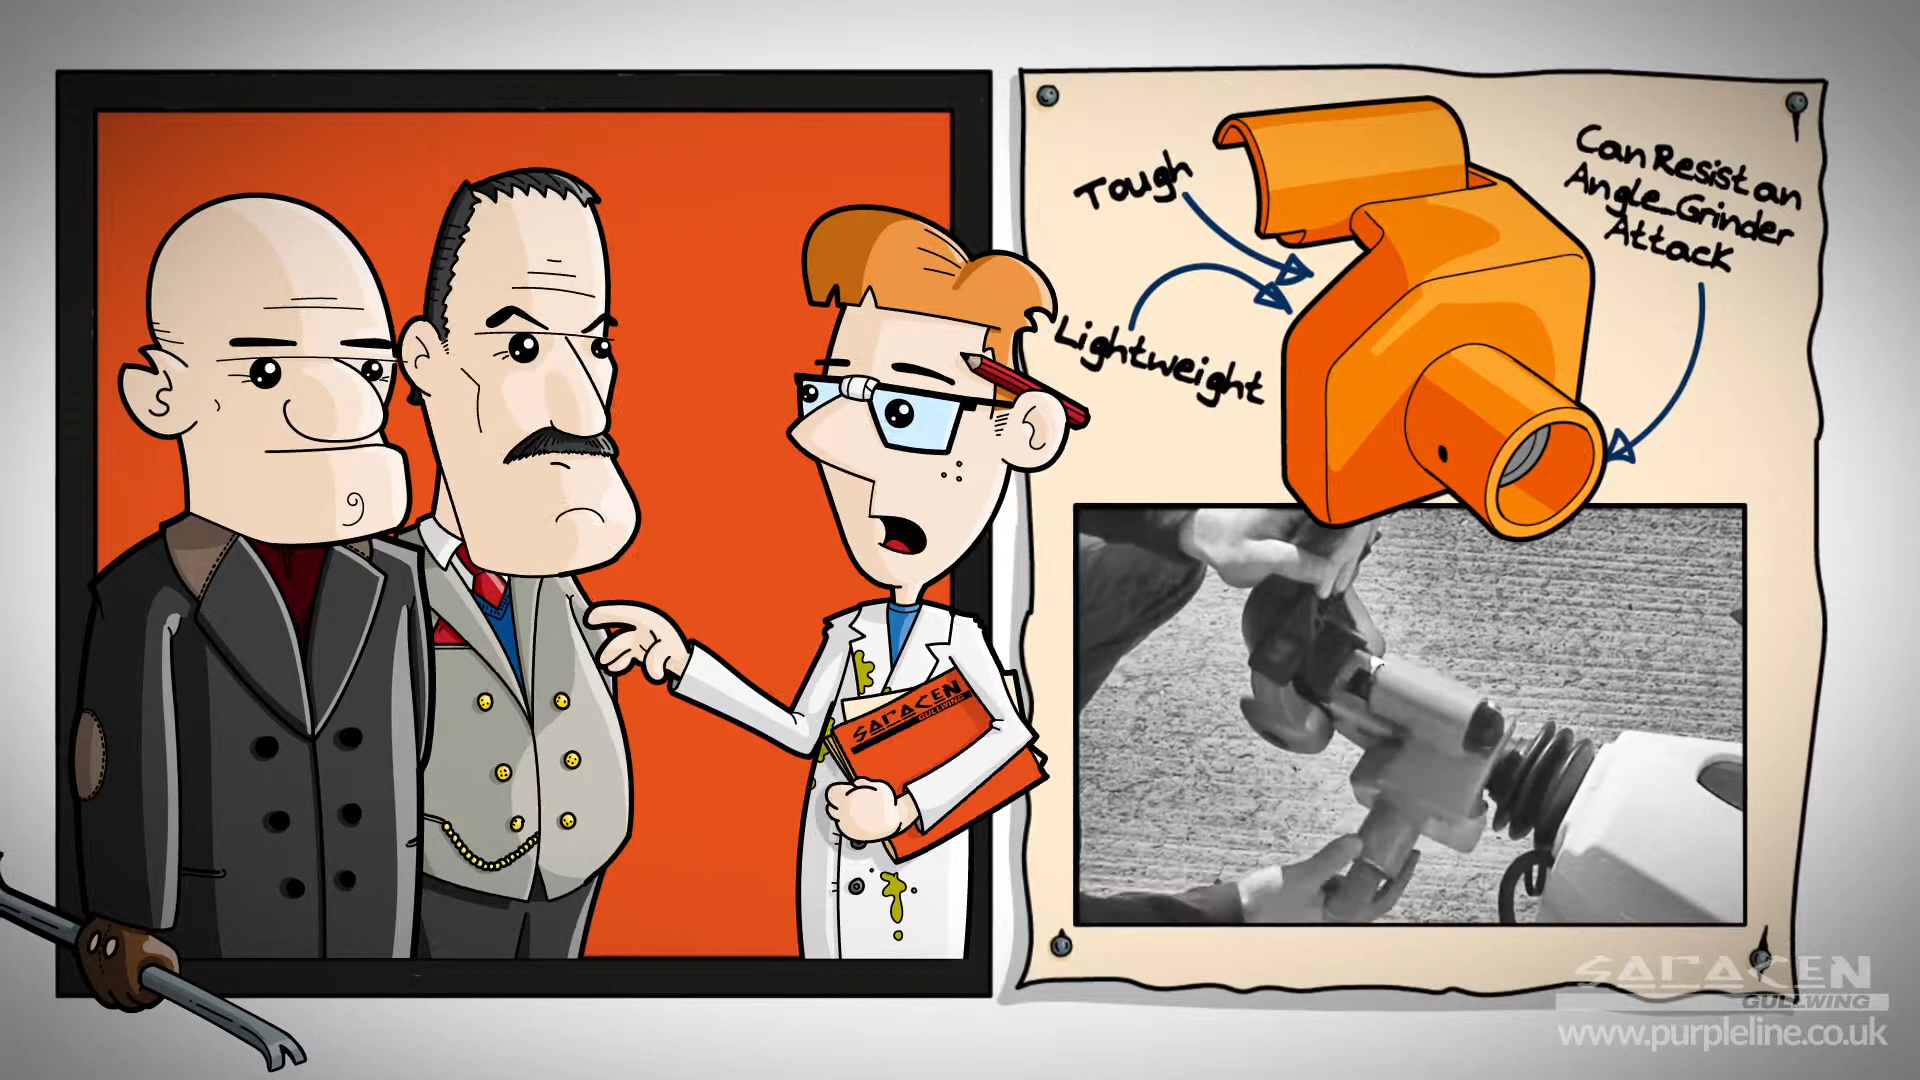 Tough
Can Resist an
Angle-Grinder
Attack
Lightweight
SARACEN
GULLWING
SARACEN
GULLWING
www.purpleline.co.uk